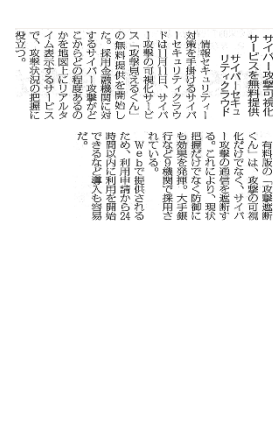 サイバー攻撃可視化
サービスを無料提供
サイバーセキュ
リティクラウド
情報セキュリティー
対策を手掛けるサイバ
ーセキュリティクラウ
ドは11月11日、サイバ
ー攻撃の可視化サービ
ス「攻撃見えるくん」
の無料提供を開始し
た。採用金融機関に対
するサイバー攻撃がど
こからどの程度あるの
かを地図上にリアルタ
イム表示するサービス
で、攻撃状況の把握に
役立つ。
有料版の「攻撃遮断
くん」は、攻撃の可視
化だけでなく、サイバ
ー攻撃の通信を遮断す
る。これにより、現状
把握だけでなく防御に
も効果を発揮。大手銀
行など9機関で採用さ
れている。
Webで提供される
ため、利用申請から24
時間以内に利用を開始
できるなど導入も容易
だ。